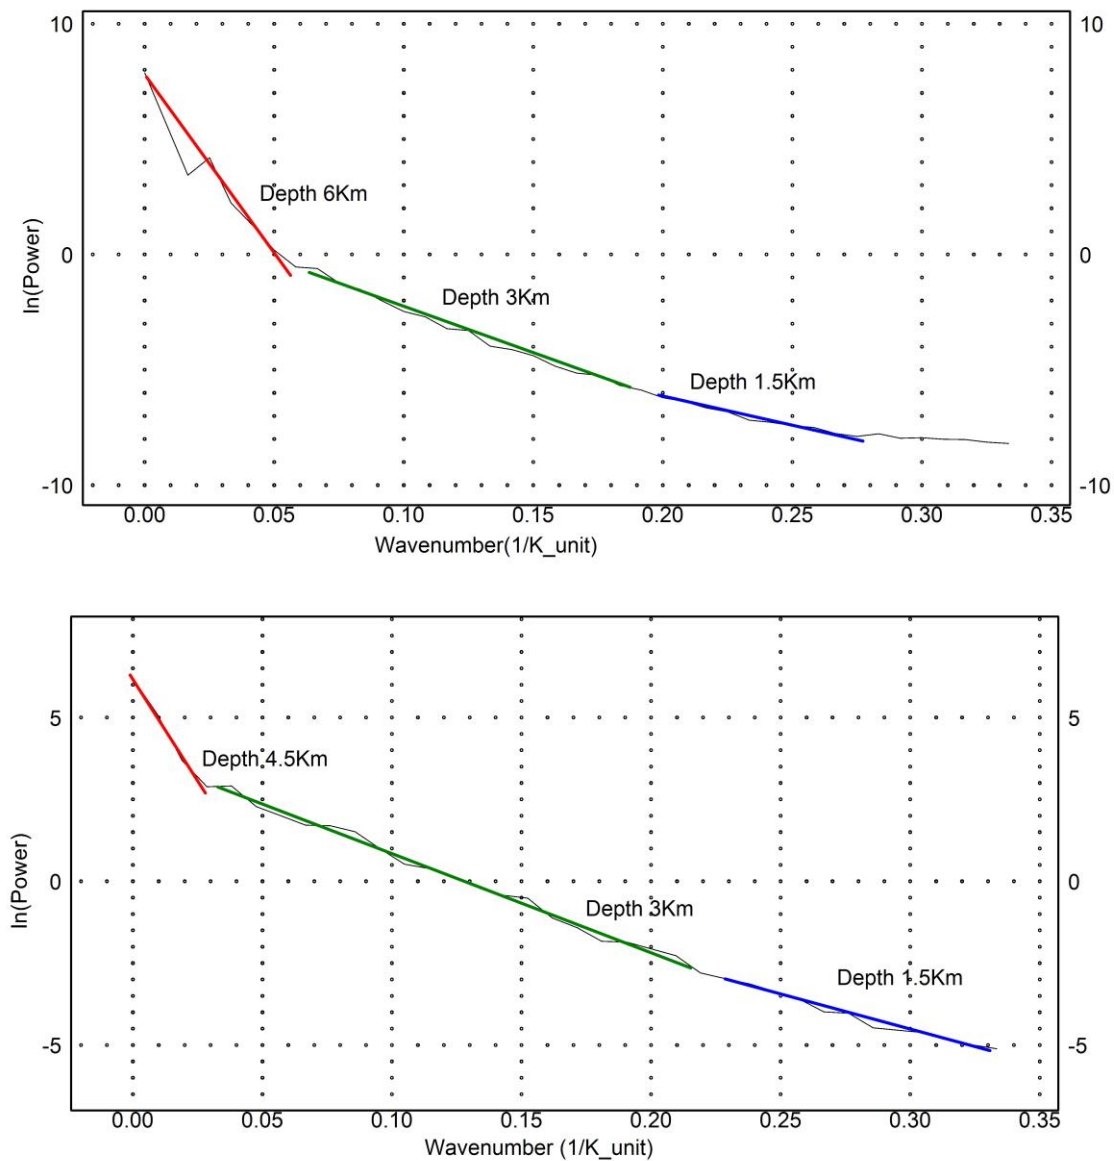 10 10
Depth 6Km
ln(Power)
0 0
Depth 3Km
Depth 1.5Km
-10 -10
0.00 0.05 0.10 0.15 0.20 0.25 0.30 0.35
Wavenumber(1/K_unit)
5 5
Depth 4.5Km
ln(Power)
0 0
Depth 3Km
Depth 1.5Km
-5 -5
0.00 0.05 0.10 0.15 0.20 0.25 0.30 0.35
Wavenumber (1/K_unit)